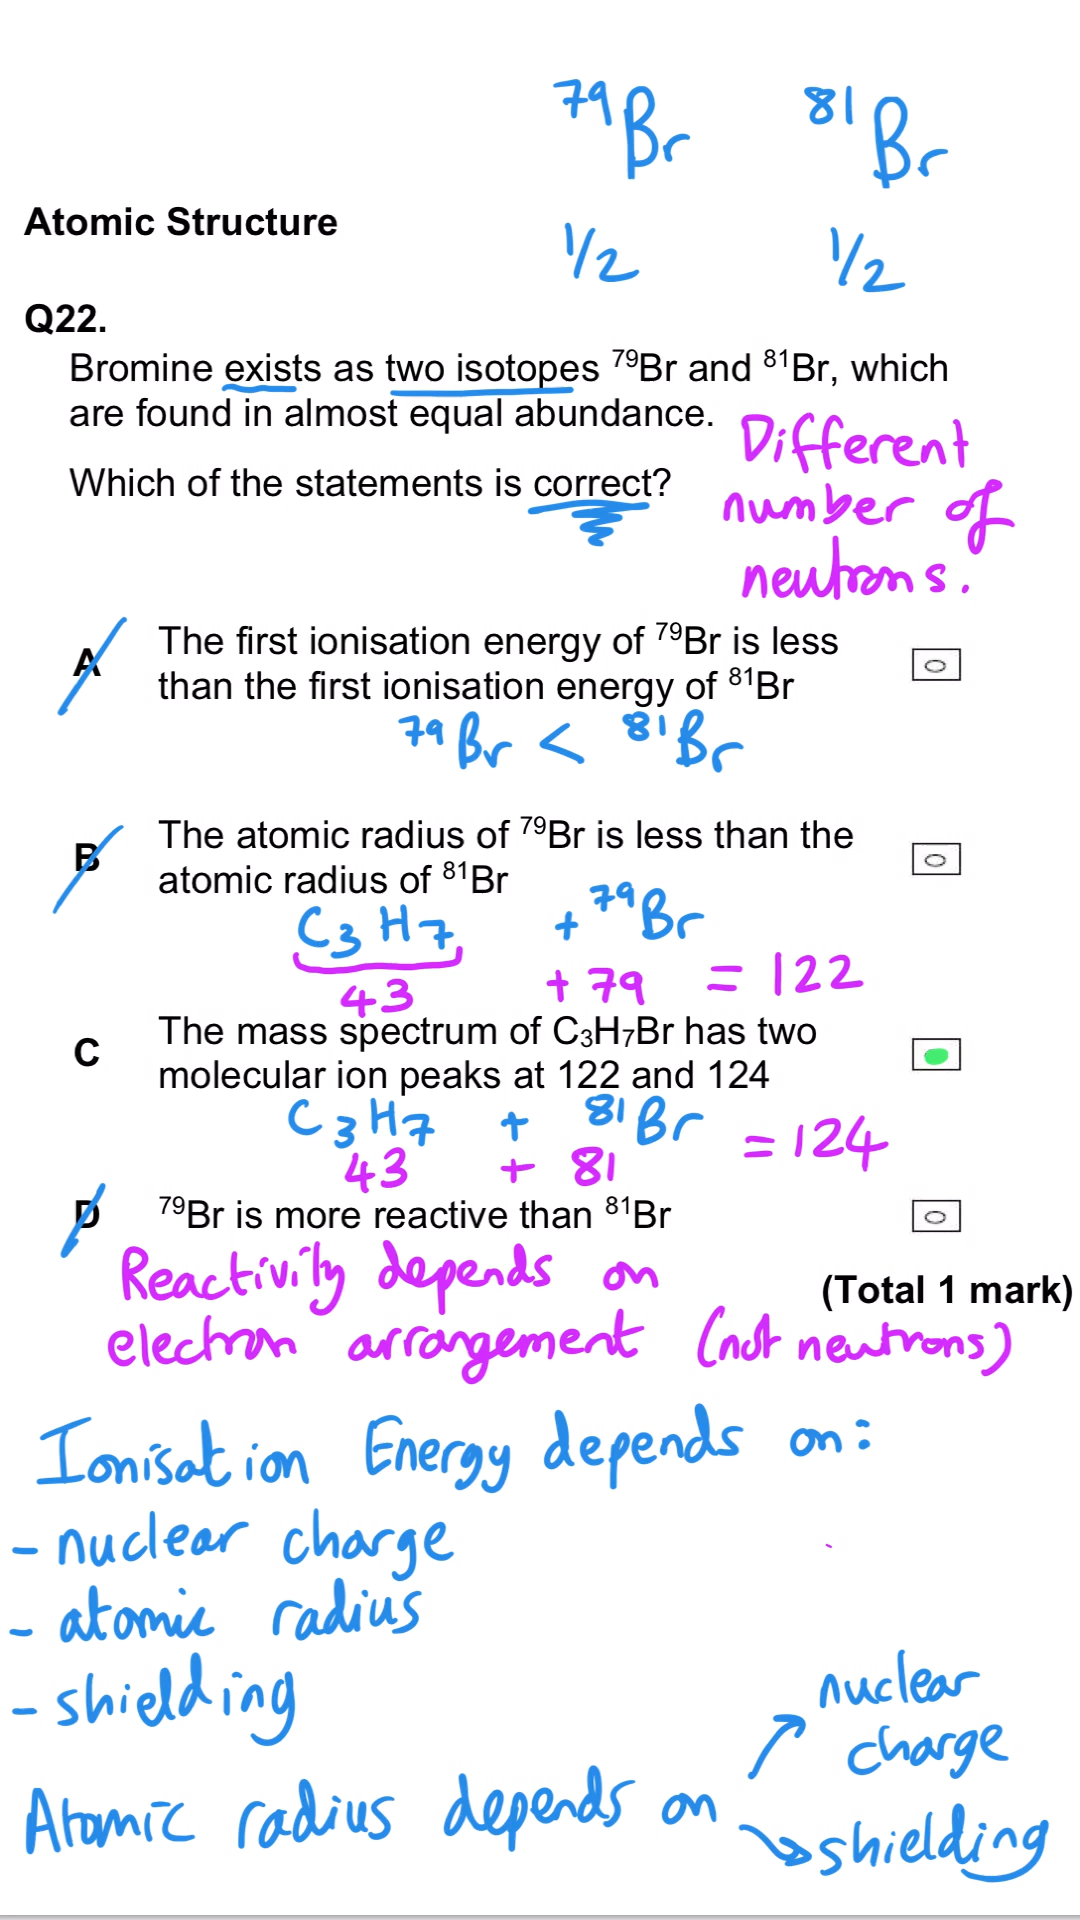 ⁷⁹Br ⁸¹Br
Atomic Structure
1/2 1/2
Q22.
Bromine exists as two isotopes ⁷⁹Br and ⁸¹Br, which
are found in almost equal abundance.
Different
Which of the statements is correct?
number of
neutrons.
A The first ionisation energy of ⁷⁹Br is less
than the first ionisation energy of ⁸¹Br
⁷⁹Br < ⁸¹Br
B The atomic radius of ⁷⁹Br is less than the
atomic radius of ⁸¹Br
C₃H₇ + ⁷⁹Br
43 + 79 = 122
C The mass spectrum of C₃H₇Br has two
molecular ion peaks at 122 and 124
C₃H₇ + ⁸¹Br
43 + 81 = 124
D ⁷⁹Br is more reactive than ⁸¹Br
Reactivity depends on
(Total 1 mark)
electron arrangement (not neutrons)
Ionisation Energy depends on:
- nuclear charge
- atomic radius
- shielding
nuclear
charge
Atomic radius depends on
shielding